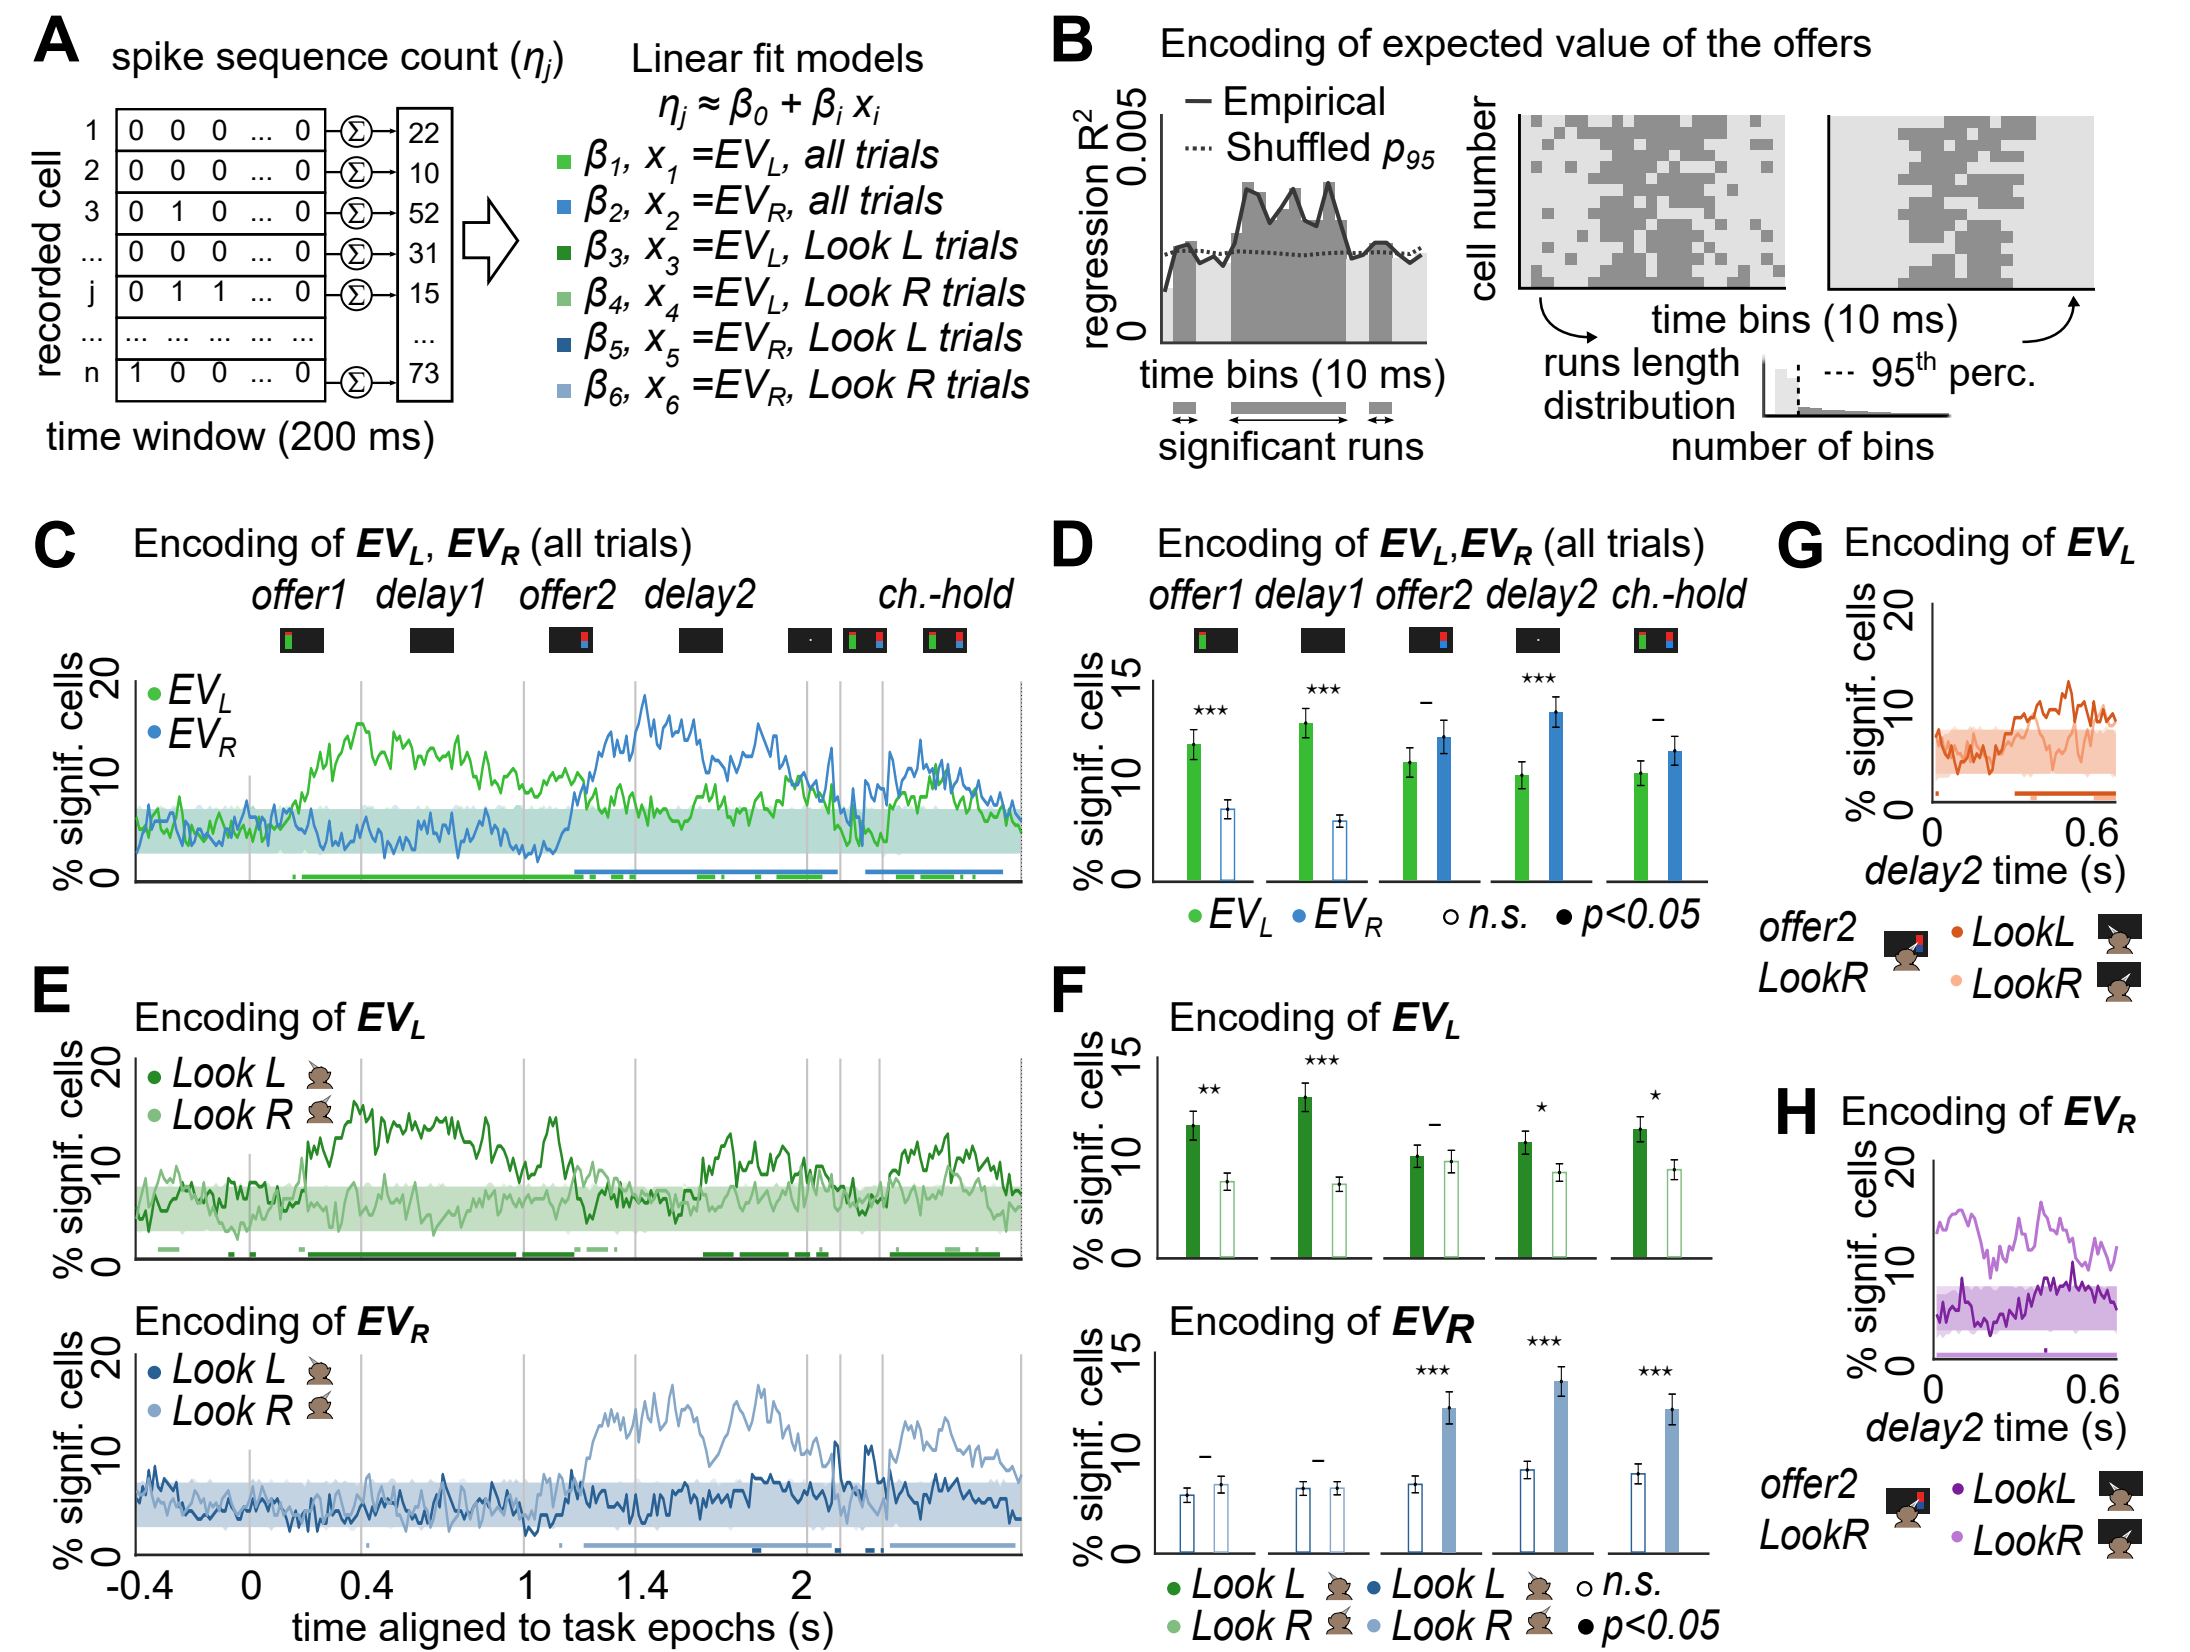 A
spike sequence count (ηj)
recorded cell
1 0 0 0 ... 0 Σ 22
2 0 0 0 ... 0 Σ 10
3 0 1 0 ... 0 Σ 52
... 0 0 0 ... 0 Σ 31
j 0 1 1 ... 0 Σ 15
... ... ... ... ... ... ...
n 1 0 0 ... 0 Σ 73
time window (200 ms)
Linear fit models
ηj ≈ β0 + βi xi
β1, x1 =EVL, all trials
β2, x2 =EVR, all trials
β3, x3 =EVL, Look L trials
β4, x4 =EVL, Look R trials
β5, x5 =EVR, Look L trials
β6, x6 =EVR, Look R trials
B
Encoding of expected value of the offers
regression R2
0 0.005
Empirical
Shuffled p95
time bins (10 ms)
significant runs
cell number
time bins (10 ms)
runs length
distribution
95th perc.
number of bins
C
Encoding of EVL, EVR (all trials)
offer1 delay1 offer2 delay2 ch.-hold
% signif. cells
0 10 20
EVL
EVR
D
Encoding of EVL,EVR (all trials)
offer1 delay1 offer2 delay2 ch.-hold
% signif. cells
0 10 15
*** *** – *** –
EVL EVR n.s. p<0.05
E
Encoding of EVL
% signif. cells
0 10 20
Look L
Look R
Encoding of EVR
% signif. cells
0 10 20
Look L
Look R
-0.4 0 0.4 1 1.4 2
time aligned to task epochs (s)
F
Encoding of EVL
% signif. cells
0 10 15
** *** – * *
Encoding of EVR
% signif. cells
0 10 15
– – *** *** ***
Look L Look L n.s.
Look R Look R p<0.05
G
Encoding of EVL
% signif. cells
0 10 20
0 0.6
delay2 time (s)
offer2
LookR
LookL
LookR
H
Encoding of EVR
% signif. cells
0 10 20
0 0.6
delay2 time (s)
offer2
LookR
LookL
LookR